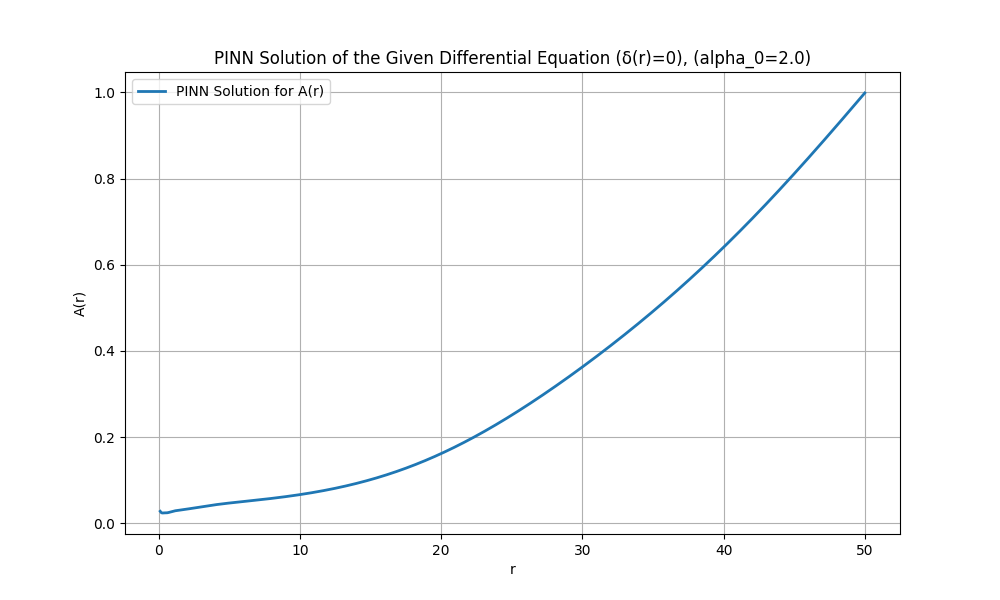 PINN Solution of the Given Differential Equation (δ(r)=0), (alpha_0=2.0)
PINN Solution for A(r)
1.0
0.8
0.6
0.4
0.2
0.0
A(r)
0 10 20 30 40 50
r